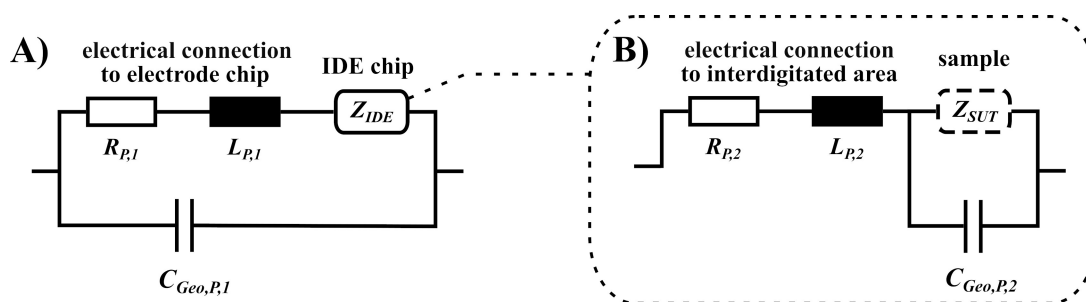 A)
electrical connection
to electrode chip
IDE chip
Z_IDE
R_P,1
L_P,1
C_Geo,P,1
B)
electrical connection
to interdigitated area
sample
Z_SUT
R_P,2
L_P,2
C_Geo,P,2